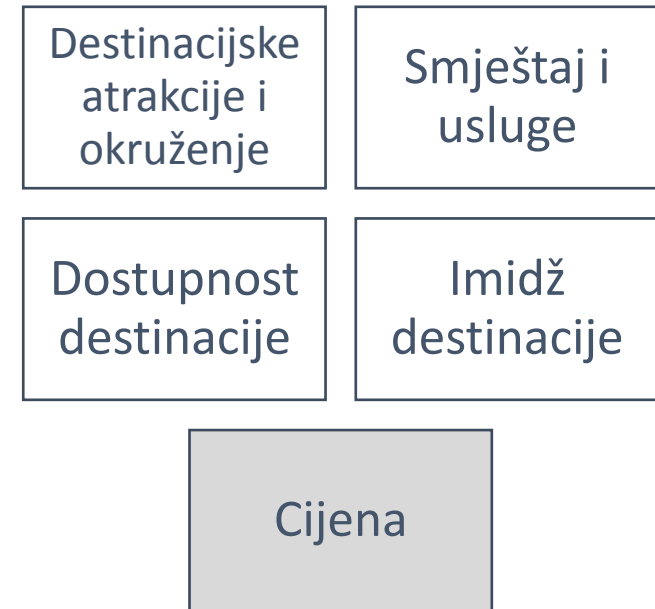 Destinacijske
atrakcije i
okruženje
Smještaj i
usluge
Dostupnost
destinacije
Imidž
destinacije
Cijena